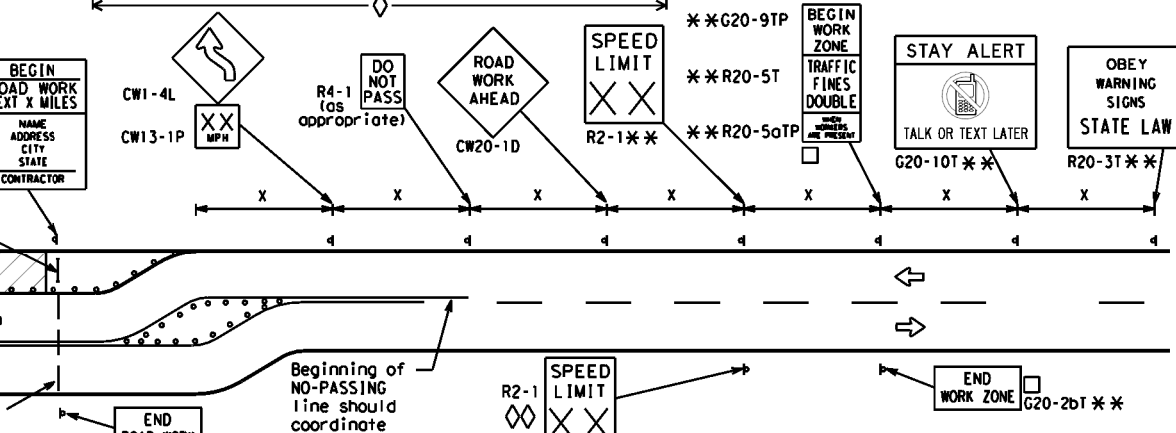 BEGIN
ROAD WORK
NEXT X MILES
NAME
ADDRESS
CITY
STATE
CONTRACTOR
CW1-4L
XX
MPH
CW13-1P
DO
NOT
PASS
R4-1
(as
appropriate)
ROAD
WORK
AHEAD
CW20-1D
SPEED
LIMIT
XX
R2-1**
**G20-9TP
**R20-5T
**R20-5aTP
BEGIN
WORK
ZONE
TRAFFIC
FINES
DOUBLE
WHEN
WORKERS
ARE PRESENT
STAY ALERT
TALK OR TEXT LATER
G20-10T**
OBEY
WARNING
SIGNS
STATE LAW
R20-3T**
X X X X X X X
Beginning of
NO-PASSING
line should
coordinate
R2-1
SPEED
LIMIT
XX
END
WORK ZONE
G20-2bT**
END
ROAD WORK